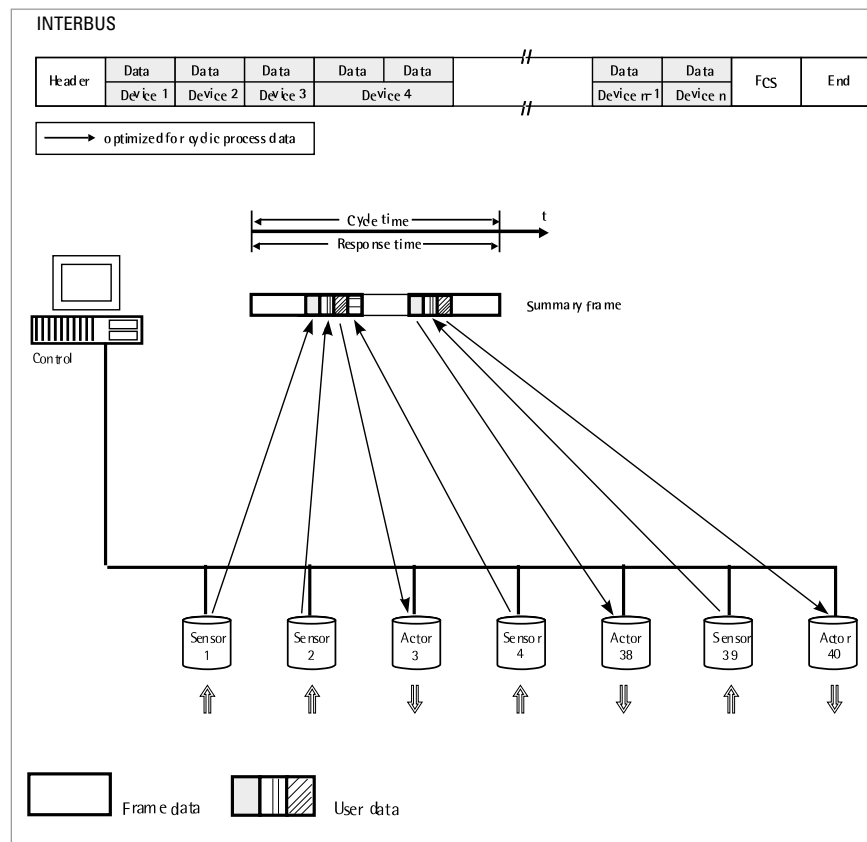 INTERBUS
Header Data Data Data Data Data Data Data FCS End
Device 1 Device 2 Device 3 Device 4 Device n-1 Device n
optimized for cyclic process data
Cycle time
t
Response time
Summary frame
Control
Sensor 1
Sensor 2
Actor 3
Sensor 4
Actor 38
Sensor 39
Actor 40
Frame data
User data